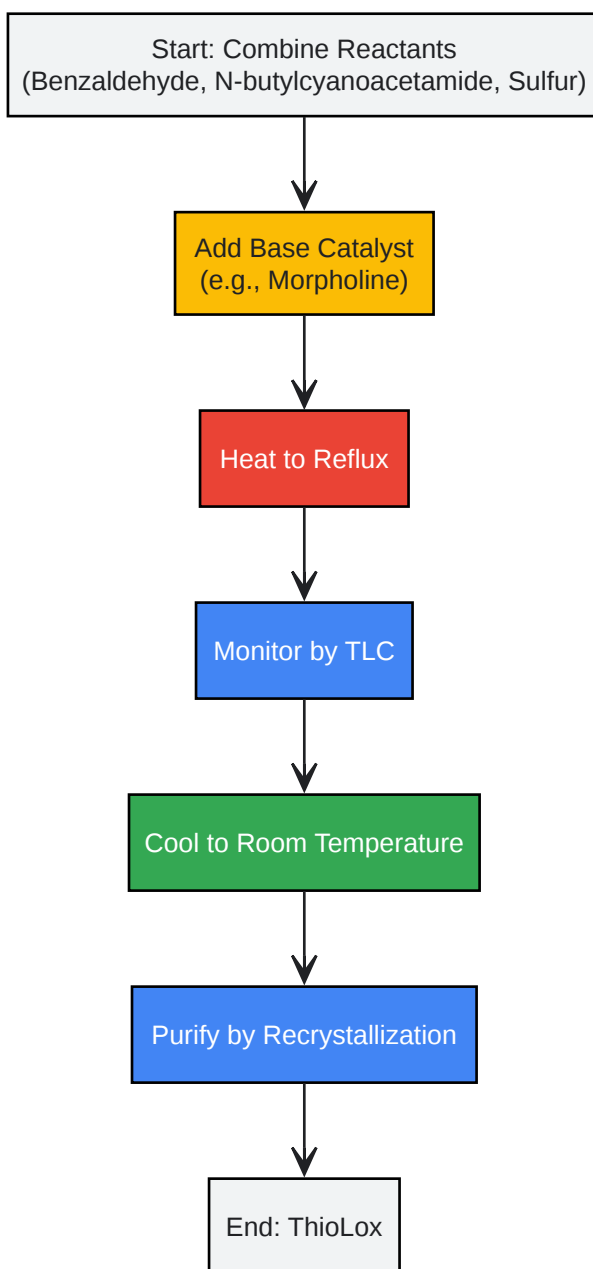 Start: Combine Reactants
(Benzaldehyde, N-butylcyanoacetamide, Sulfur)
Add Base Catalyst
(e.g., Morpholine)
Heat to Reflux
Monitor by TLC
Cool to Room Temperature
Purify by Recrystallization
End: ThioLox